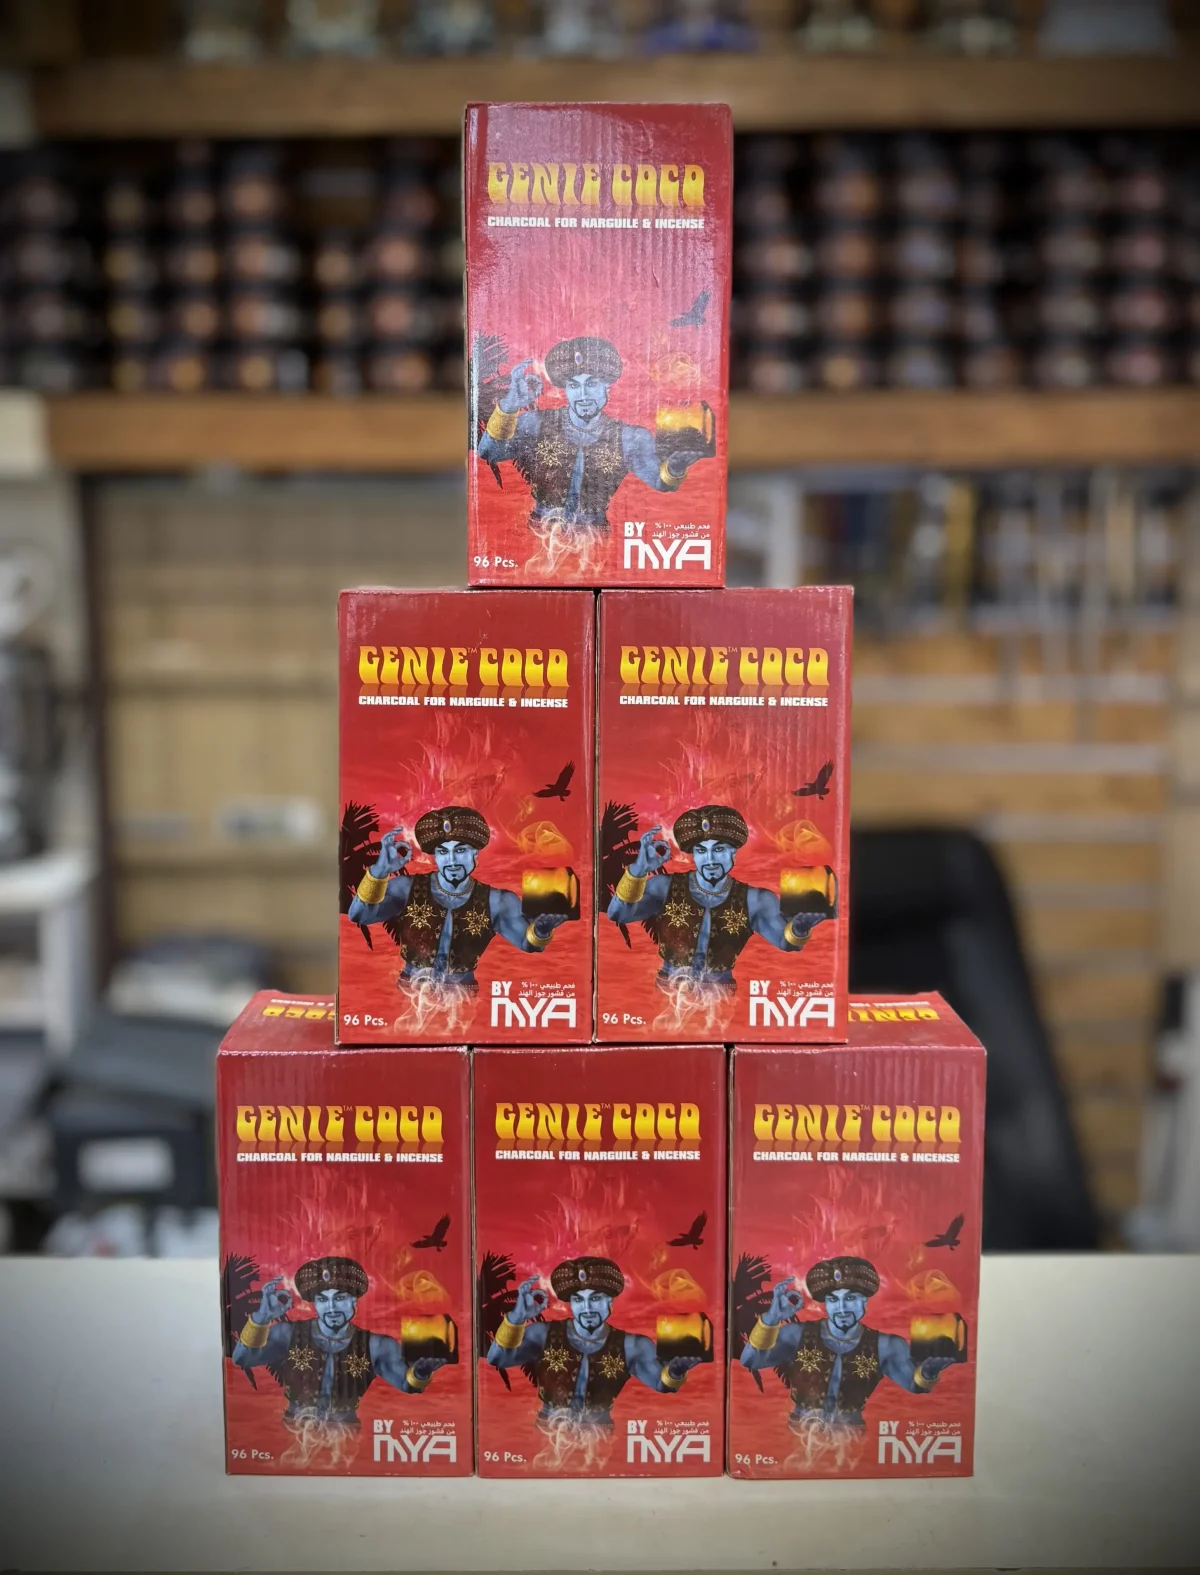 GENIE COCO
CHARCOAL FOR NARGUILE & INCENSE
96 Pcs.
BY
فحم طبيعي ١٠٠ %
من قشور جوز الهند
MYA
GENIE™ COCO
CHARCOAL FOR NARGUILE & INCENSE
96 Pcs.
BY
فحم طبيعي ١٠٠ %
من قشور جوز الهند
MYA
GENIE™ COCO
CHARCOAL FOR NARGUILE & INCENSE
96 Pcs.
BY
فحم طبيعي ١٠٠ %
من قشور جوز الهند
MYA
GENIE™ COCO
CHARCOAL FOR NARGUILE & INCENSE
96 Pcs.
BY
فحم طبيعي ١٠٠ %
من قشور جوز الهند
MYA
GENIE™ COCO
CHARCOAL FOR NARGUILE & INCENSE
96 Pcs.
BY
فحم طبيعي ١٠٠ %
من قشور جوز الهند
MYA
GENIE™ COCO
CHARCOAL FOR NARGUILE & INCENSE
96 Pcs.
BY
فحم طبيعي ١٠٠ %
من قشور جوز الهند
MYA